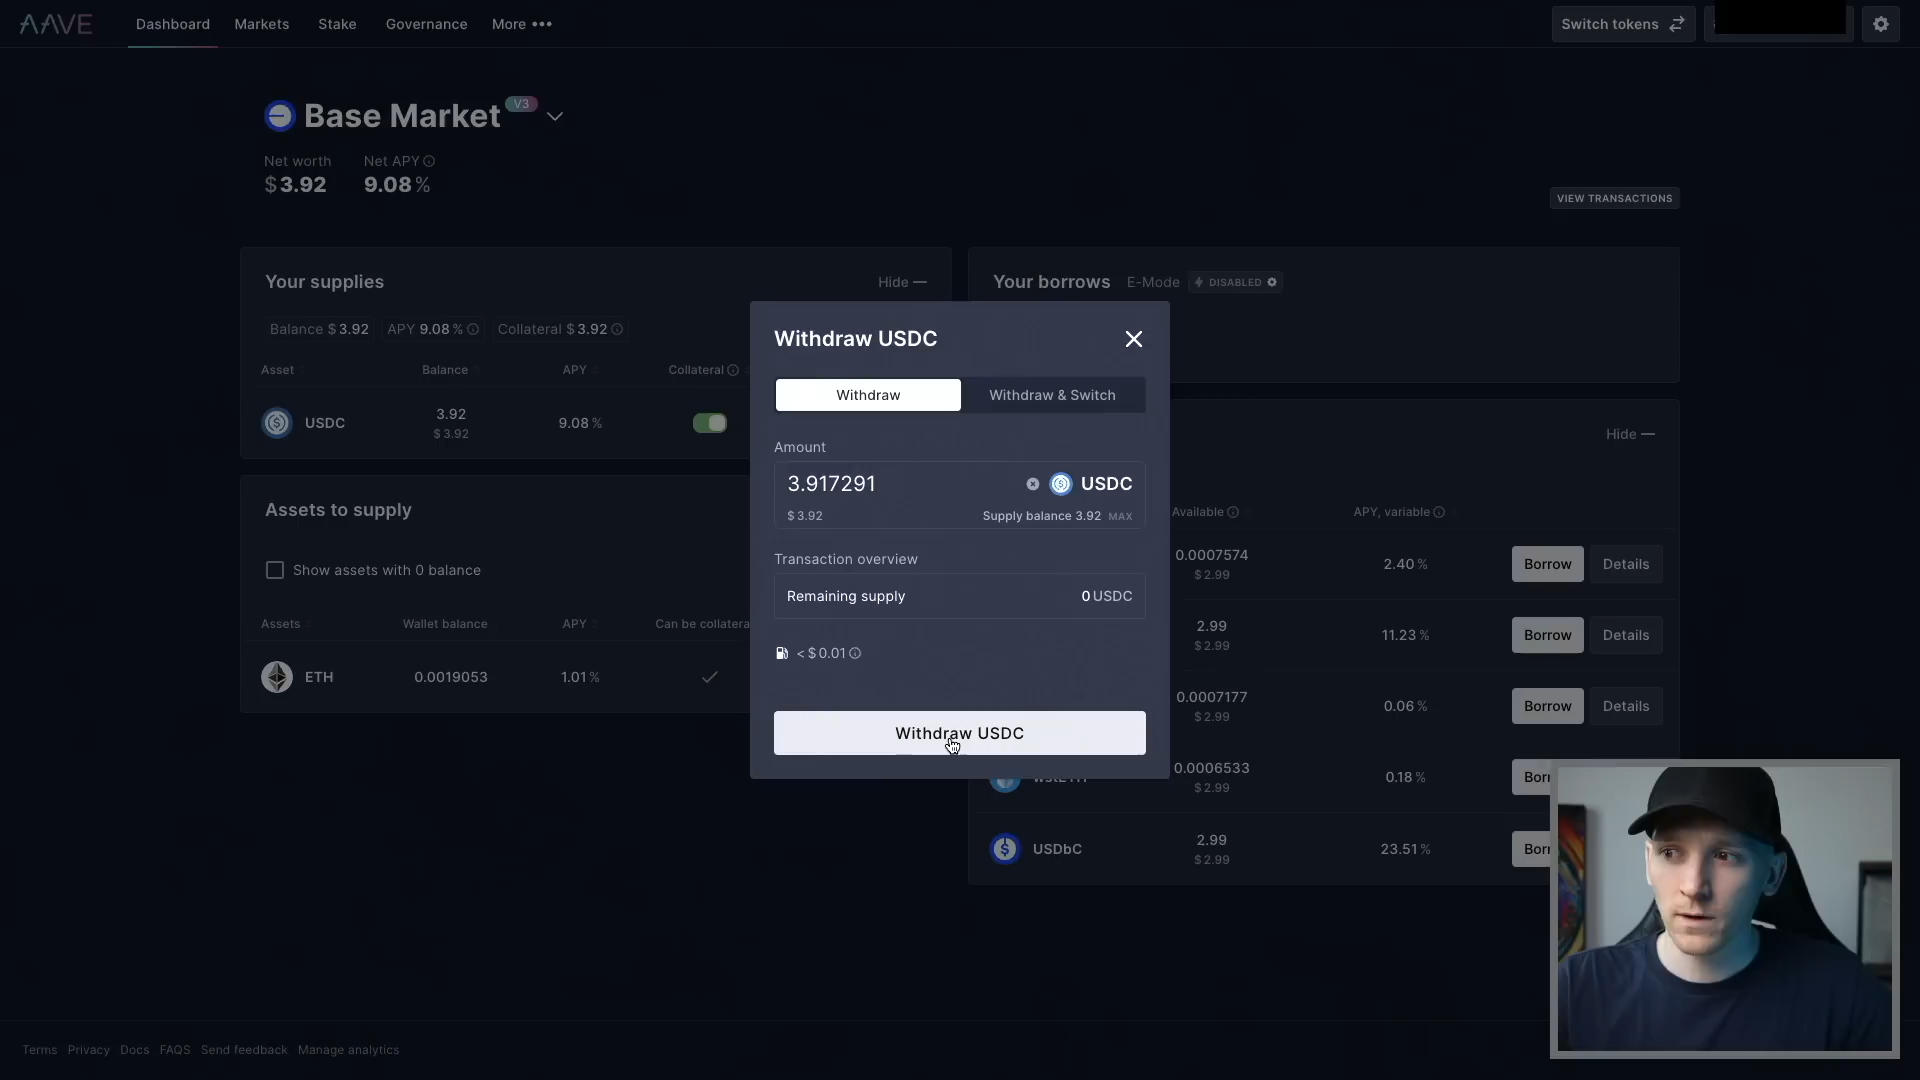 AAVE
Dashboard
Markets
Stake
Governance
More •••
Switch tokens
Base Market
V3
Net worth
$3.92
Net APY
9.08 %
VIEW TRANSACTIONS
Your supplies
Hide —
Balance $ 3.92
APY 9.08 %
Collateral $ 3.92
Asset
Balance
APY
Collateral
USDC
3.92
$ 3.92
9.08 %
Assets to supply
Show assets with 0 balance
Assets
Wallet balance
APY
Can be collatera
ETH
0.0019053
1.01 %
Your borrows
E-Mode
DISABLED
Withdraw USDC
Withdraw
Withdraw & Switch
Amount
3.917291
USDC
$ 3.92
Supply balance 3.92 MAX
Transaction overview
Remaining supply
0 USDC
< $ 0.01
Withdraw USDC
Hide —
Available
APY, variable
0.0007574
$ 2.99
2.40 %
Borrow
Details
2.99
$ 2.99
11.23 %
Borrow
Details
0.0007177
$ 2.99
0.06 %
Borrow
Details
0.0006533
$ 2.99
0.18 %
Borr
USDbC
2.99
$ 2.99
23.51 %
Borr
Terms
Privacy
Docs
FAQS
Send feedback
Manage analytics